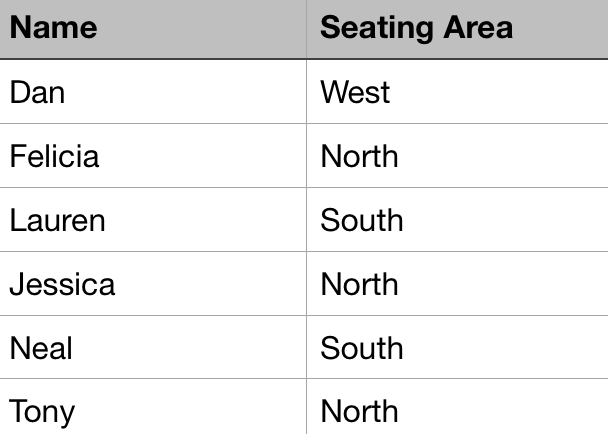 Name Seating Area
Dan West
Felicia North
Lauren South
Jessica North
Neal South
Tony North